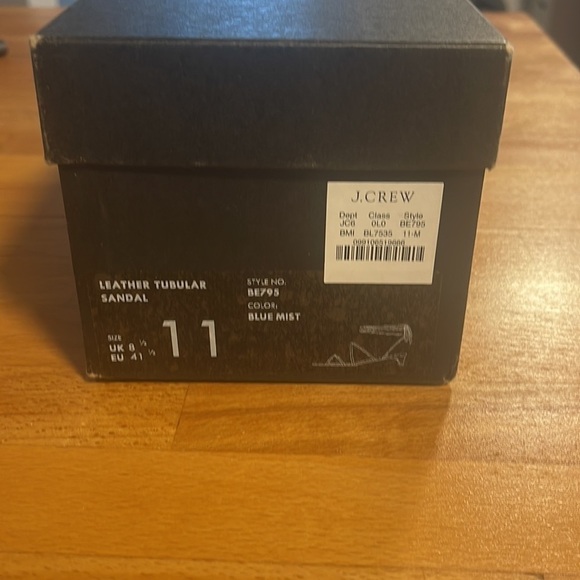 J.CREW
Dept Class Style
JC6 0L0 BE795
BMI BL7535 11-M
099106519666
LEATHER TUBULAR
SANDAL
STYLE NO.
BE795
COLOR:
BLUE MIST
SIZE
UK 8 ½
EU 41 ½
11